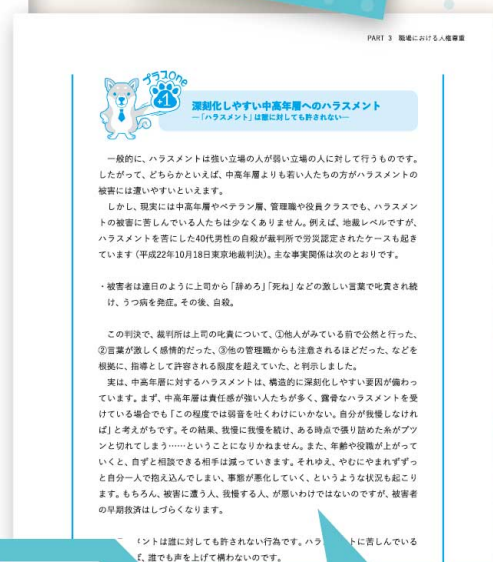 PART 3 職場における人権尊重
プラスOne
+1
深刻化しやすい中高年層へのハラスメント
―「ハラスメント」は誰に対しても許されない―
一般的に、ハラスメントは強い立場の人が弱い立場の人に対して行うものです。
したがって、どちらかといえば、中高年層よりも若い人たちの方がハラスメントの
被害には遭いやすいといえます。
しかし、現実には中高年層やベテラン層、管理職や役員クラスでも、ハラスメン
トの被害に苦しんでいる人たちは少なくありません。例えば、地裁レベルですが、
ハラスメントを苦にした40代男性の自殺が裁判所で労災認定されたケースも起き
ています（平成22年10月18日東京地裁判決）。主な事実関係は次のとおりです。
・被害者は連日のように上司から「辞めろ」「死ね」などの激しい言葉で叱責され続
け、うつ病を発症。その後、自殺。
この判決で、裁判所は上司の叱責について、①他人がみている前で公然と行った、
②言葉が激しく感情的だった、③他の管理職からも注意されるほどだった、などを
根拠に、指導として許容される限度を超えていた、と判示しました。
実は、中高年層に対するハラスメントは、構造的に深刻化しやすい要因が備わっ
ています。まず、中高年層は責任感が強い人たちが多く、露骨なハラスメントを受
けている場合でも「この程度では弱音を吐くわけにいかない。自分が我慢しなけれ
ば」と考えがちです。その結果、我慢に我慢を続け、ある時点で張り詰めた糸がプツ
ンと切れてしまう……ということになりかねません。また、年齢や役職が上がって
いくと、自ずと相談できる相手は減っていきます。それゆえ、やむにやまれずずっ
と自分一人で抱え込んでしまい、事態が悪化していく、というような状況も起こり
ます。もちろん、被害に遭う人、我慢する人、が悪いわけではないのですが、被害者
の早期救済はしづらくなります。
ントは誰に対しても許されない行為です。ハラ トに苦しんでいる
ば、誰でも声を上げて構わないのです。